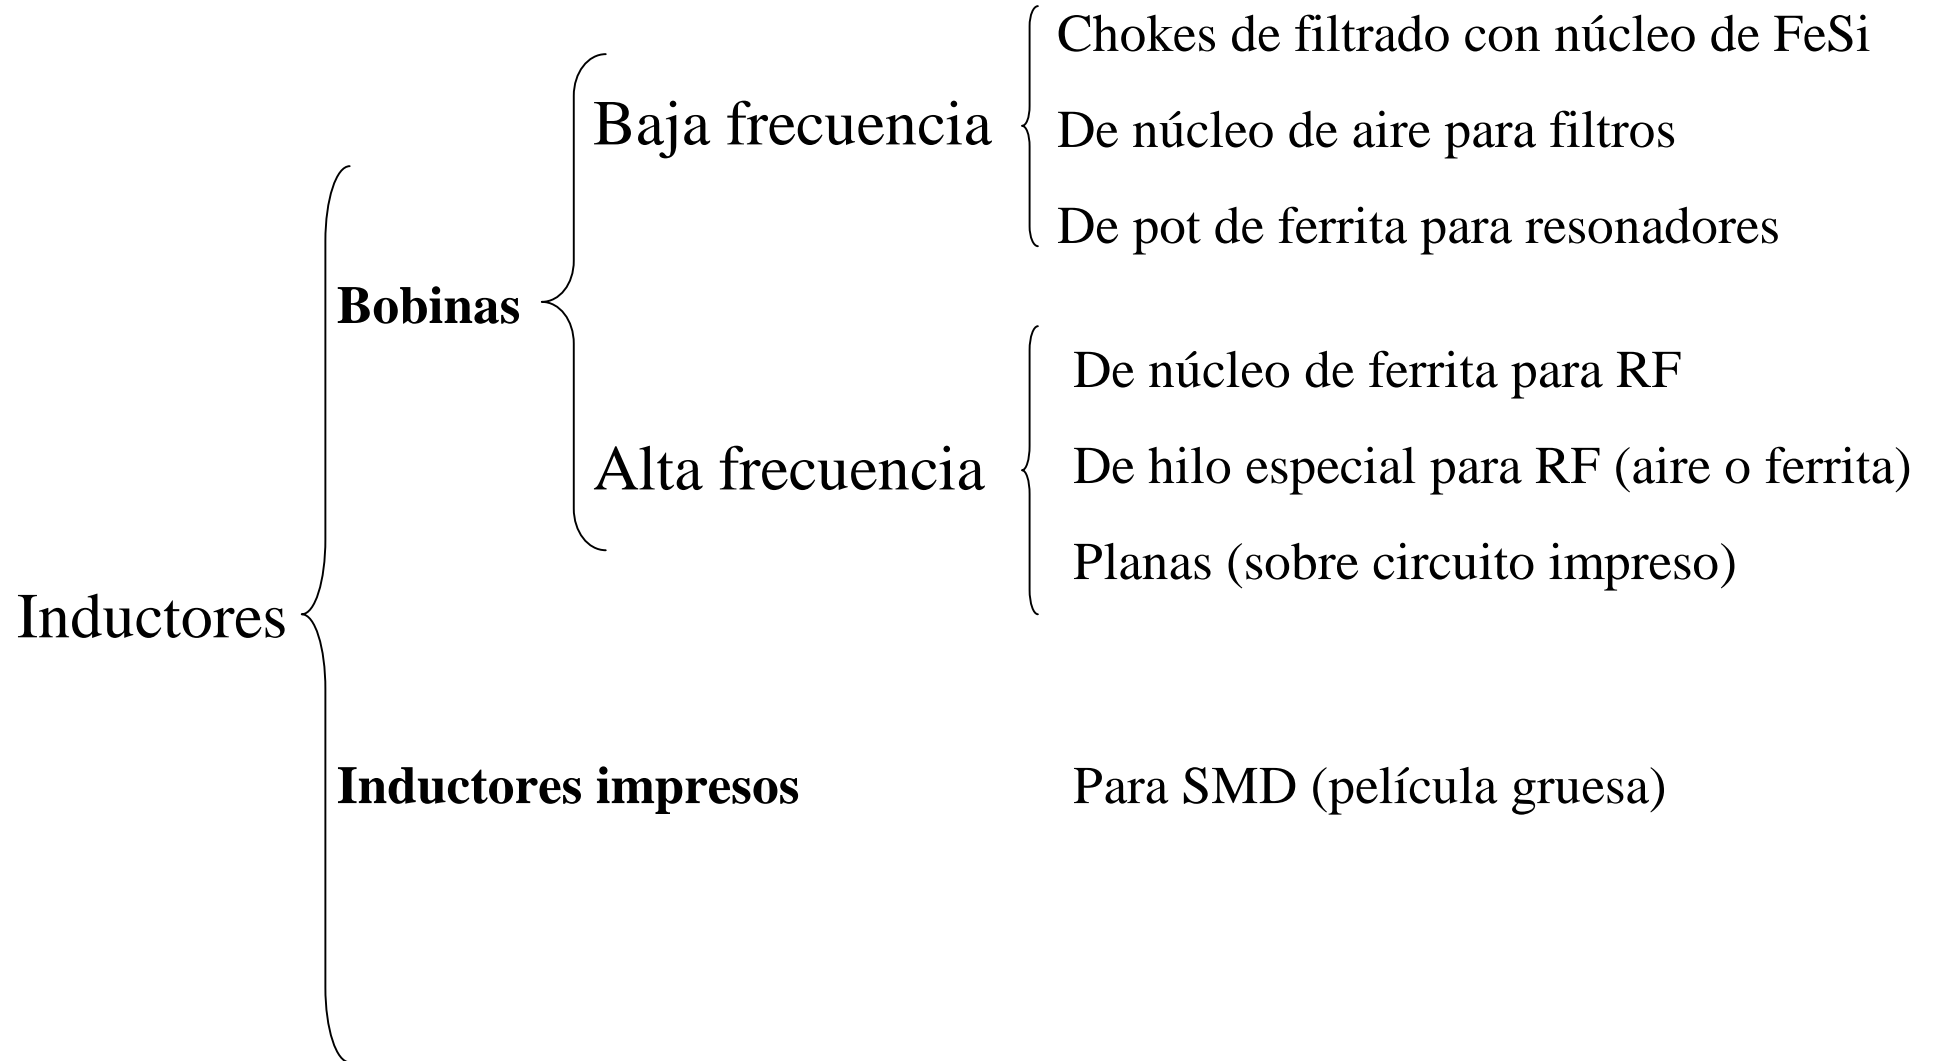 Inductores
Bobinas
Baja frecuencia
Chokes de filtrado con núcleo de FeSi
De núcleo de aire para filtros
De pot de ferrita para resonadores
Alta frecuencia
De núcleo de ferrita para RF
De hilo especial para RF (aire o ferrita)
Planas (sobre circuito impreso)
Inductores impresos
Para SMD (película gruesa)